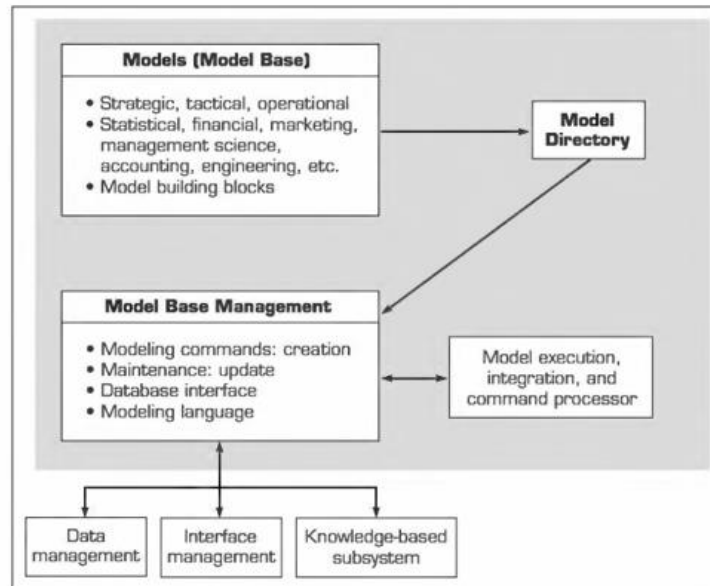 Models (Model Base)
• Strategic, tactical, operational
• Statistical, financial, marketing,
management science,
accounting, engineering, etc.
• Model building blocks
Model
Directory
Model Base Management
• Modeling commands: creation
• Maintenance: update
• Database interface
• Modeling language
Model execution,
integration, and
command processor
Data
management
Interface
management
Knowledge-based
subsystem